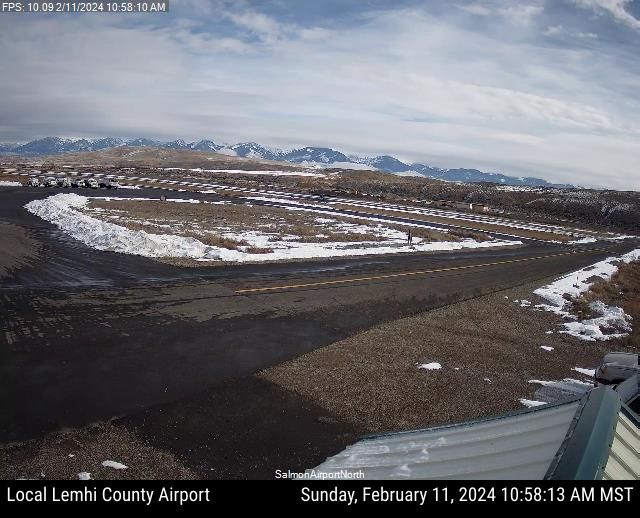 FPS: 10.09 2/11/2024 10:58:10 AM
SalmonAirportNorth
Local Lemhi County Airport Sunday, February 11, 2024 10:58:13 AM MST